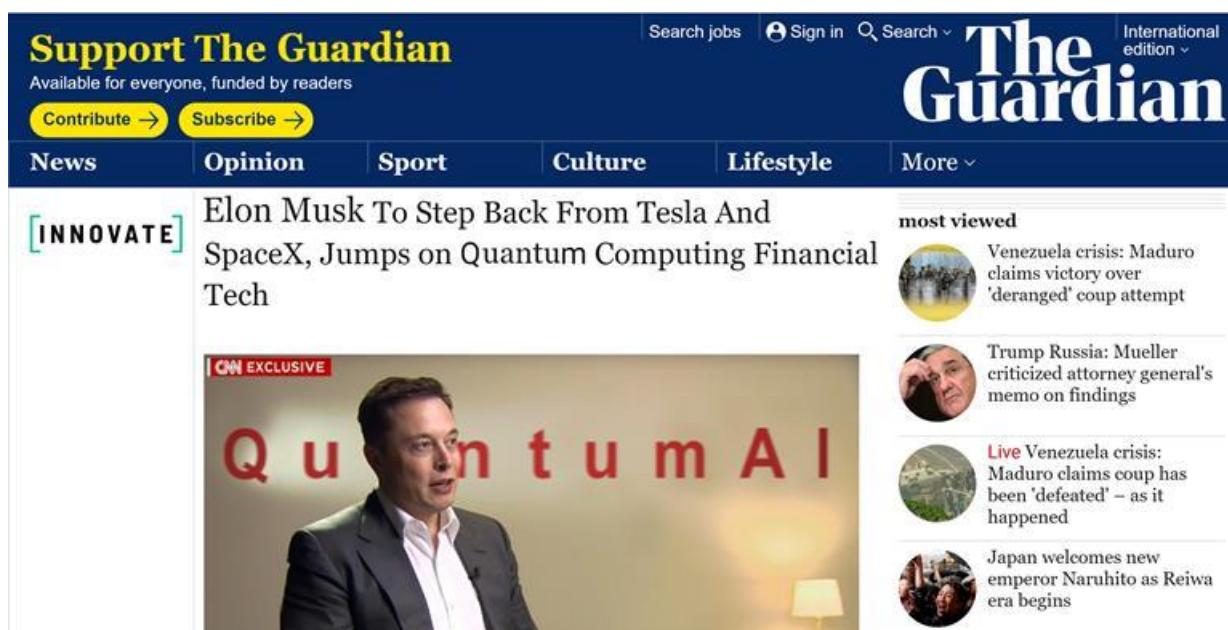 Support The Guardian
Available for everyone, funded by readers
Contribute →
Subscribe →
Search jobs
Sign in
Search
International
edition
The
Guardian
News
Opinion
Sport
Culture
Lifestyle
More
[INNOVATE]
Elon Musk To Step Back From Tesla And
SpaceX, Jumps on Quantum Computing Financial
Tech
CNN EXCLUSIVE
Qu ntumAI
most viewed
Venezuela crisis: Maduro
claims victory over
'deranged' coup attempt
Trump Russia: Mueller
criticized attorney general's
memo on findings
Live Venezuela crisis:
Maduro claims coup has
been 'defeated' – as it
happened
Japan welcomes new
emperor Naruhito as Reiwa
era begins